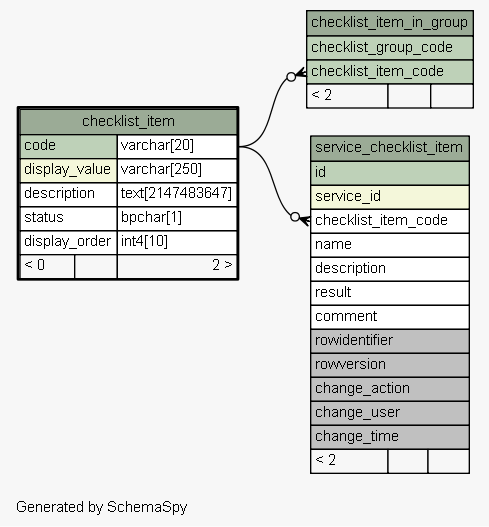 checklist_item_in_group
checklist_group_code
checklist_item_code
< 2
checklist_item
code varchar[20]
display_value varchar[250]
description text[2147483647]
status bpchar[1]
display_order int4[10]
< 0 2 >
service_checklist_item
id
service_id
checklist_item_code
name
description
result
comment
rowidentifier
rowversion
change_action
change_user
change_time
< 2
Generated by SchemaSpy